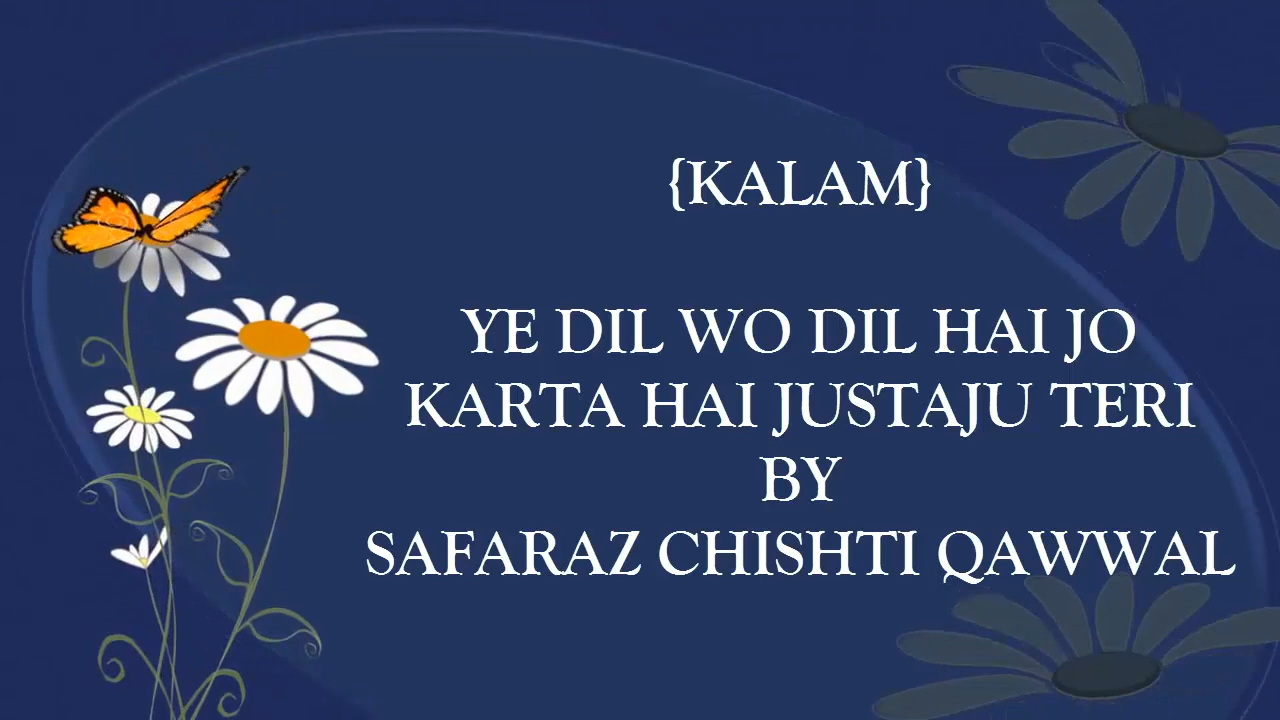 {KALAM}
YE DIL WO DIL HAI JO
KARTA HAI JUSTAJU TERI
BY
SAFARAZ CHISHTI QAWWAL